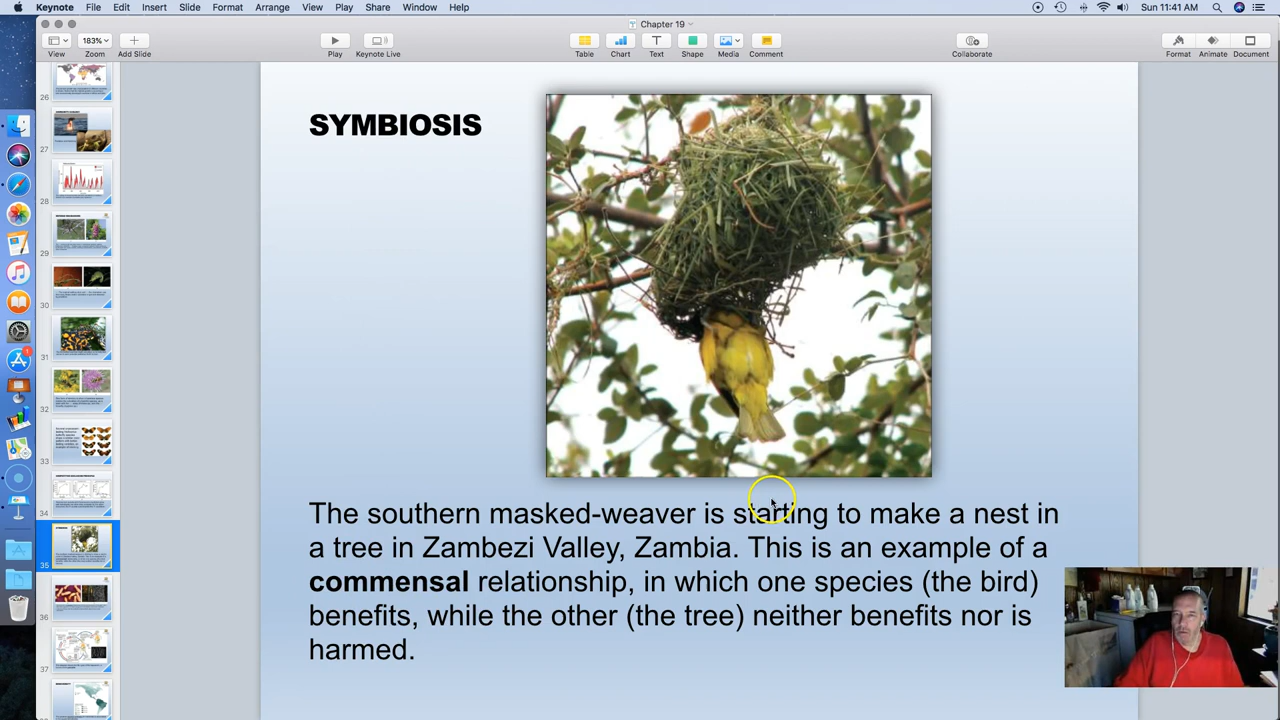 Keynote File Edit Insert Slide Format Arrange View Play Share Window Help
Sun 11:41 AM
Chapter 19
183%
View Zoom Add Slide Play Keynote Live Table Chart Text Shape Media Comment Collaborate Format Animate Document
26
27
28
29
30
31
32
33
34
35
36
37
SYMBIOSIS
The southern masked-weaver is starting to make a nest in
a tree in Zambezi Valley, Zambia. This is an example of a
commensal relationship, in which one species (the bird)
benefits, while the other (the tree) neither benefits nor is
harmed.